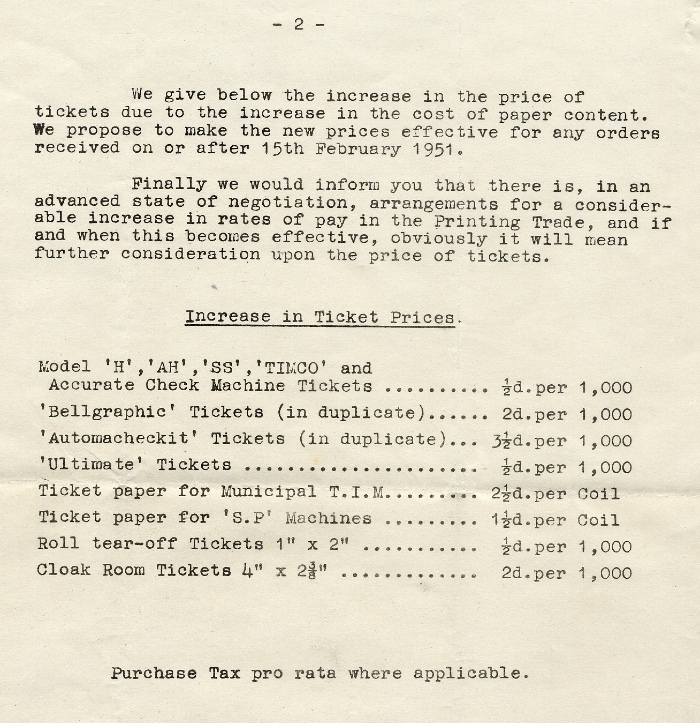 - 2 -
We give below the increase in the price of
tickets due to the increase in the cost of paper content.
We propose to make the new prices effective for any orders
received on or after 15th February 1951.
Finally we would inform you that there is, in an
advanced state of negotiation, arrangements for a consider-
able increase in rates of pay in the Printing Trade, and if
and when this becomes effective, obviously it will mean
further consideration upon the price of tickets.
Increase in Ticket Prices.
Model 'H','AH','SS','TIMCO' and
Accurate Check Machine Tickets .......... ½d.per 1,000
'Bellgraphic' Tickets (in duplicate)...... 2d.per 1,000
'Automacheckit' Tickets (in duplicate)... 3½d.per 1,000
'Ultimate' Tickets ...................... ½d.per 1,000
Ticket paper for Municipal T.I.M......... 2½d.per Coil
Ticket paper for 'S.P' Machines ......... 1½d.per Coil
Roll tear-off Tickets 1" x 2" ........... ½d.per 1,000
Cloak Room Tickets 4" x 2⅜" ............. 2d.per 1,000
Purchase Tax pro rata where applicable.